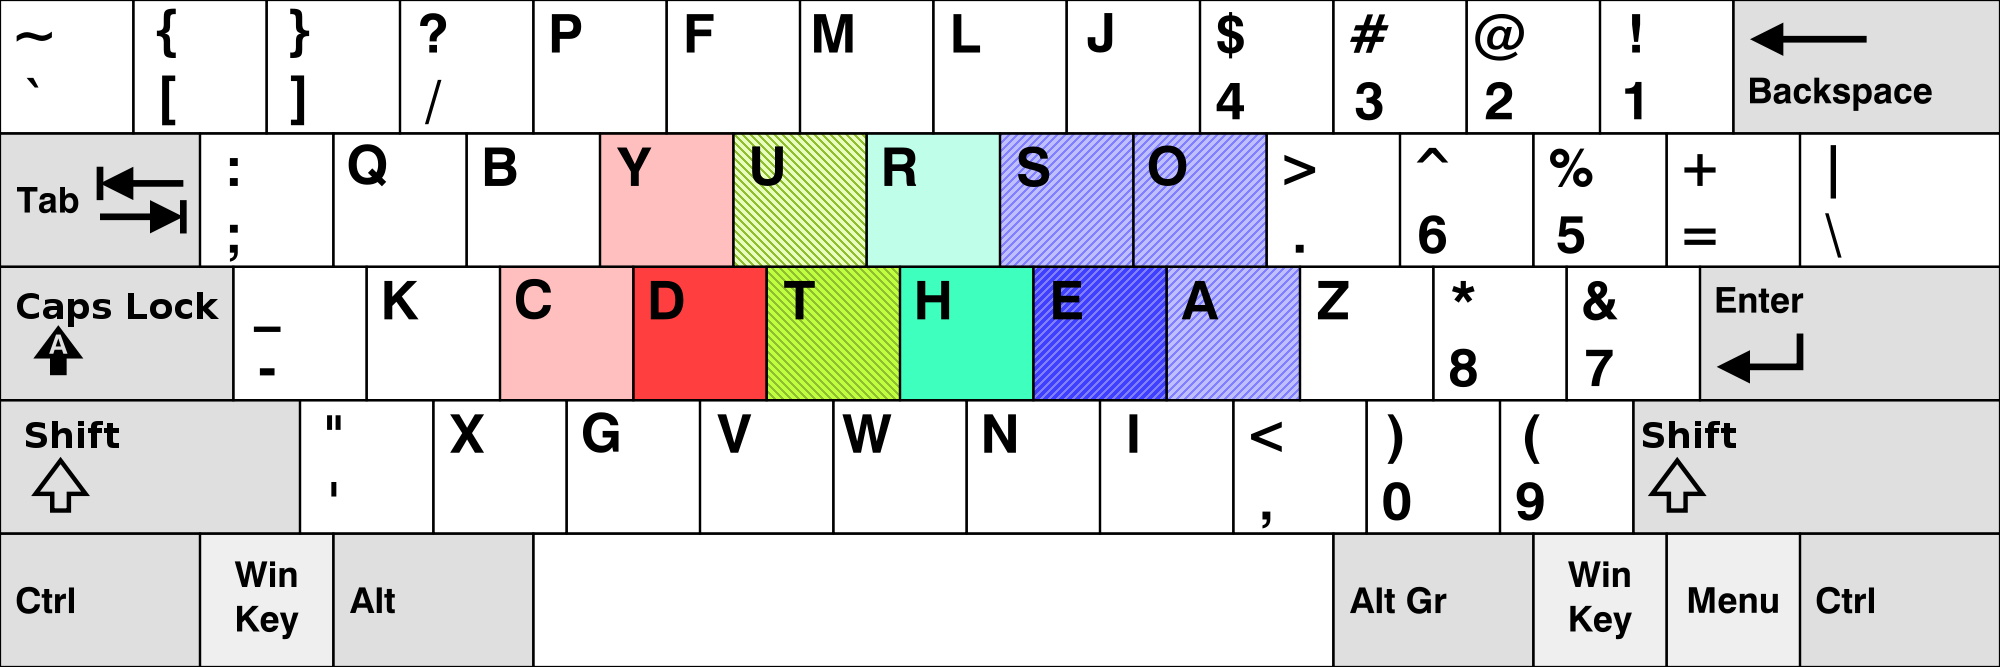 ~ { } ? P F M L J $ # @ !
` [ ] / 4 3 2 1 Backspace
Tab : Q B Y U R S O > ^ % + |
; . 6 5 = \
Caps Lock _ K C D T H E A Z * & Enter
A - 8 7
Shift " X G V W N I < ) ( Shift
' , 0 9
Ctrl Win Key Alt Alt Gr Win Key Menu Ctrl